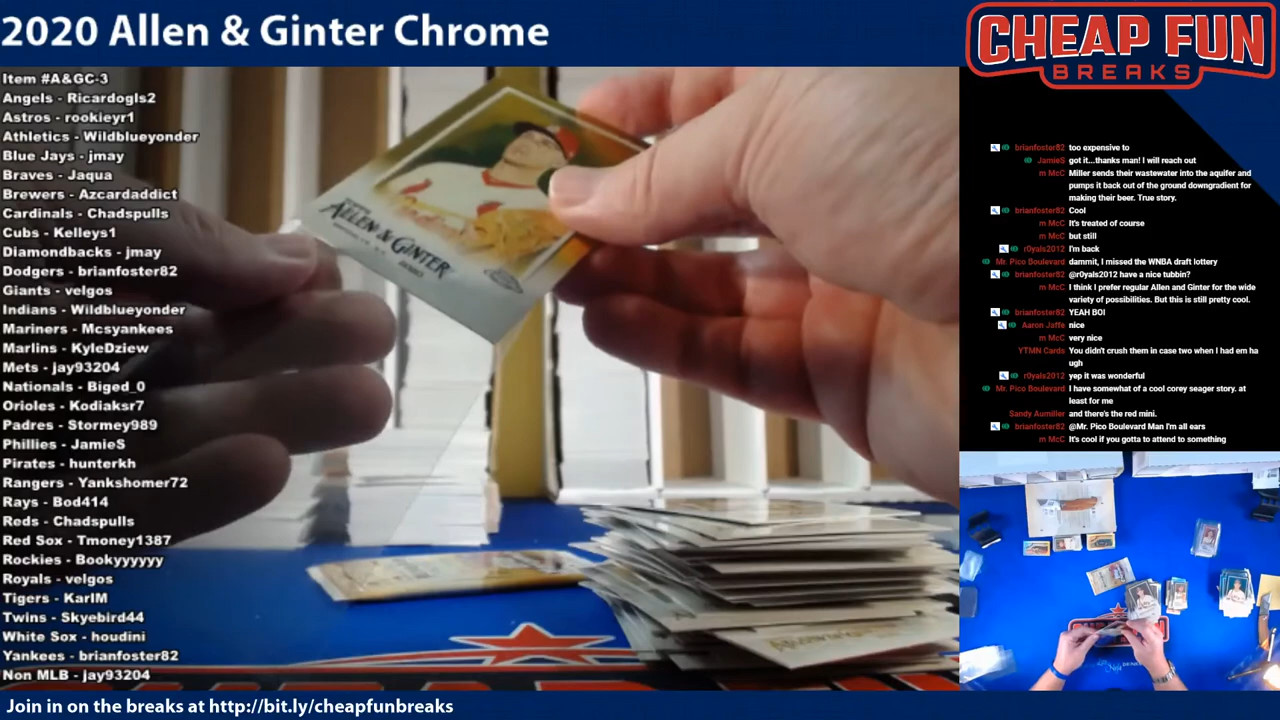 2020 Allen & Ginter Chrome
CHEAP FUN
BREAKS
Item #A&GC-3
Angels - Ricardogls2
Astros - rookieyr1
Athletics - Wildblueyonder
Blue Jays - jmay
Braves - Jaqua
Brewers - Azcardaddict
Cardinals - Chadspulls
Cubs - Kelleys1
Diamondbacks - jmay
Dodgers - brianfoster82
Giants - velgos
Indians - Wildblueyonder
Mariners - Mcsyankees
Marlins - KyleDziew
Mets - jay93204
Nationals - Biged_0
Orioles - Kodiaksr7
Padres - Stormey989
Phillies - JamieS
Pirates - hunterkh
Rangers - Yankshomer72
Rays - Bod414
Reds - Chadspulls
Red Sox - Tmoney1387
Rockies - Bookyyyyyy
Royals - velgos
Tigers - KarlM
Twins - Skyebird44
White Sox - houdini
Yankees - brianfoster82
Non MLB - jay93204
ALLEN & GINTER
brianfoster82 too expensive to
JamieS got it...thanks man! I will reach out
m McC Miller sends their wastewater into the aquifer and
pumps it back out of the ground downgradient for
making their beer. True story.
brianfoster82 Cool
m McC It's treated of course
m McC but still
r0yals2012 I'm back
Mr. Pico Boulevard dammit, I missed the WNBA draft lottery
brianfoster82 @r0yals2012 have a nice tubbin?
m McC I think I prefer regular Allen and Ginter for the wide
variety of possibilities. But this is still pretty cool.
brianfoster82 YEAH BOI
Aaron Jaffe nice
m McC very nice
YTMN Cards You didn't crush them in case two when I had em ha
ugh
r0yals2012 yep it was wonderful
Mr. Pico Boulevard I have somewhat of a cool corey seager story. at
least for me
Sandy Aumiller and there's the red mini.
brianfoster82 @Mr. Pico Boulevard Man I'm all ears
m McC It's cool if you gotta to attend to something
Join in on the breaks at http://bit.ly/cheapfunbreaks